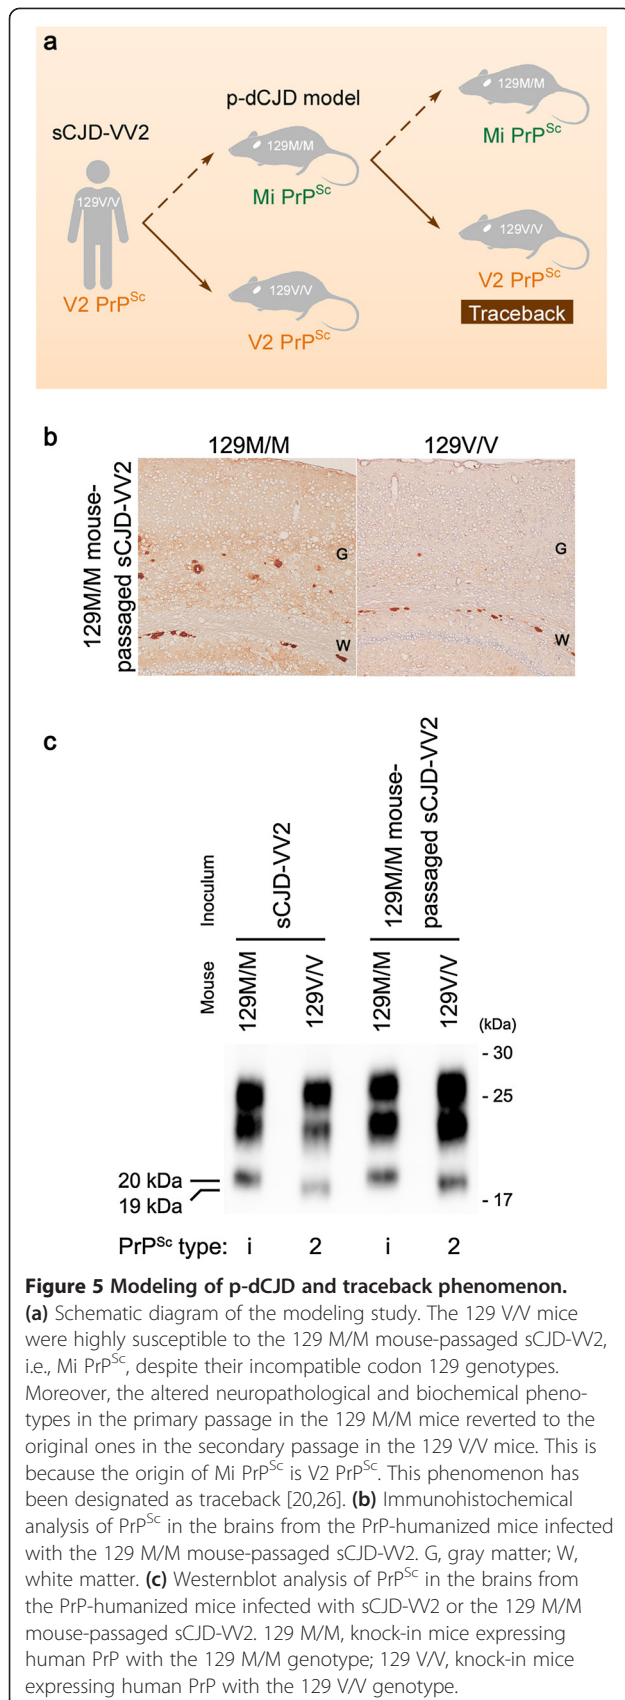 a
sCJD-VV2
129V/V
V2 PrPSc
p-dCJD model
129M/M
Mi PrPSc
129V/V
V2 PrPSc
129M/M
Mi PrPSc
129V/V
V2 PrPSc
Traceback
b
129M/M 129V/V
129M/M mouse-
passaged sCJD-VV2
G
W
G
W
c
Inoculum
sCJD-VV2
129M/M mouse-
passaged sCJD-VV2
Mouse
129M/M
129V/V
129M/M
129V/V
(kDa)
- 30
- 25
- 17
20 kDa
19 kDa
PrPSc type: i 2 i 2
Figure 5 Modeling of p-dCJD and traceback phenomenon.
(a) Schematic diagram of the modeling study. The 129 V/V mice
were highly susceptible to the 129 M/M mouse-passaged sCJD-VV2,
i.e., Mi PrPSc, despite their incompatible codon 129 genotypes.
Moreover, the altered neuropathological and biochemical pheno-
types in the primary passage in the 129 M/M mice reverted to the
original ones in the secondary passage in the 129 V/V mice. This is
because the origin of Mi PrPSc is V2 PrPSc. This phenomenon has
been designated as traceback [20,26]. (b) Immunohistochemical
analysis of PrPSc in the brains from the PrP-humanized mice infected
with the 129 M/M mouse-passaged sCJD-VV2. G, gray matter; W,
white matter. (c) Westernblot analysis of PrPSc in the brains from
the PrP-humanized mice infected with sCJD-VV2 or the 129 M/M
mouse-passaged sCJD-VV2. 129 M/M, knock-in mice expressing
human PrP with the 129 M/M genotype; 129 V/V, knock-in mice
expressing human PrP with the 129 V/V genotype.